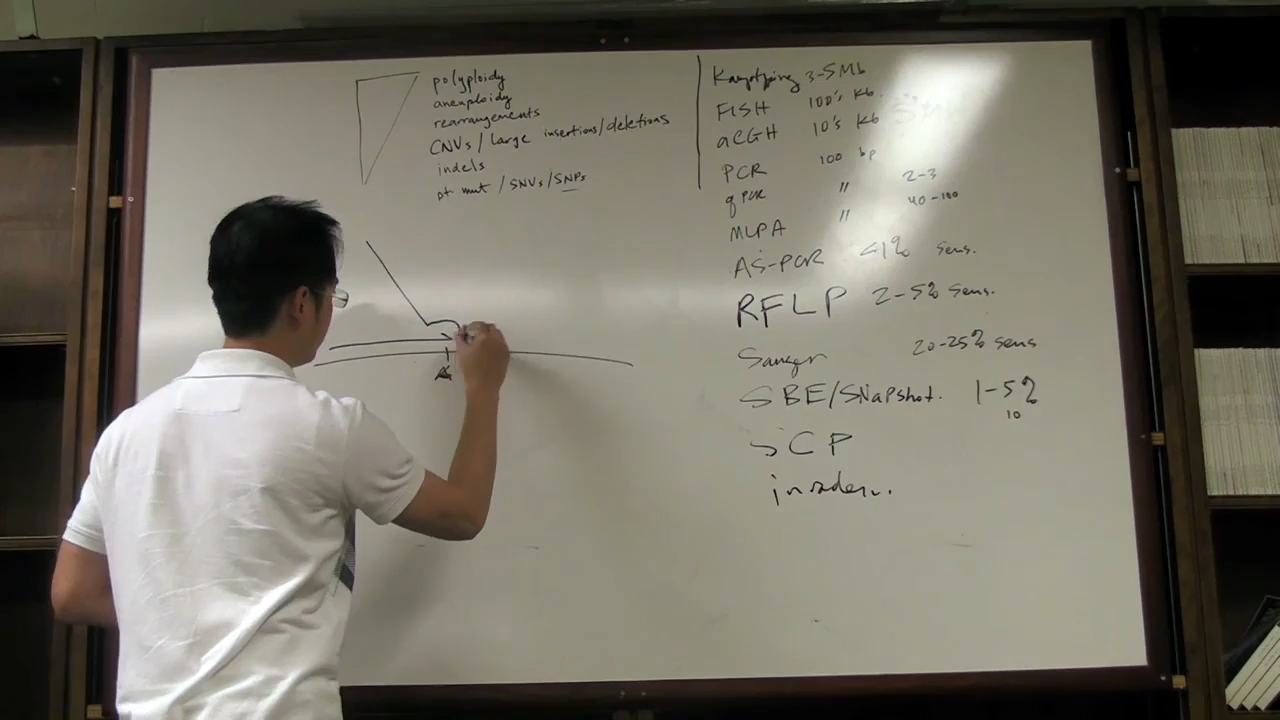 polyploidy
aneuploidy
rearrangements
CNVs / large insertions/deletions
indels
pt mut / SNVs / SNPs
Karyotyping 3-5Mb
FISH 100's Kb.
aCGH 10's Kb
PCR 100 bp
qPCR " 2-3
MLPA " 40-100
AS-PCR <1% sens.
RFLP 2-5% sens.
Sanger 20-25% sens
SBE/SNapshot. 1-5%
10
SCP
invader..